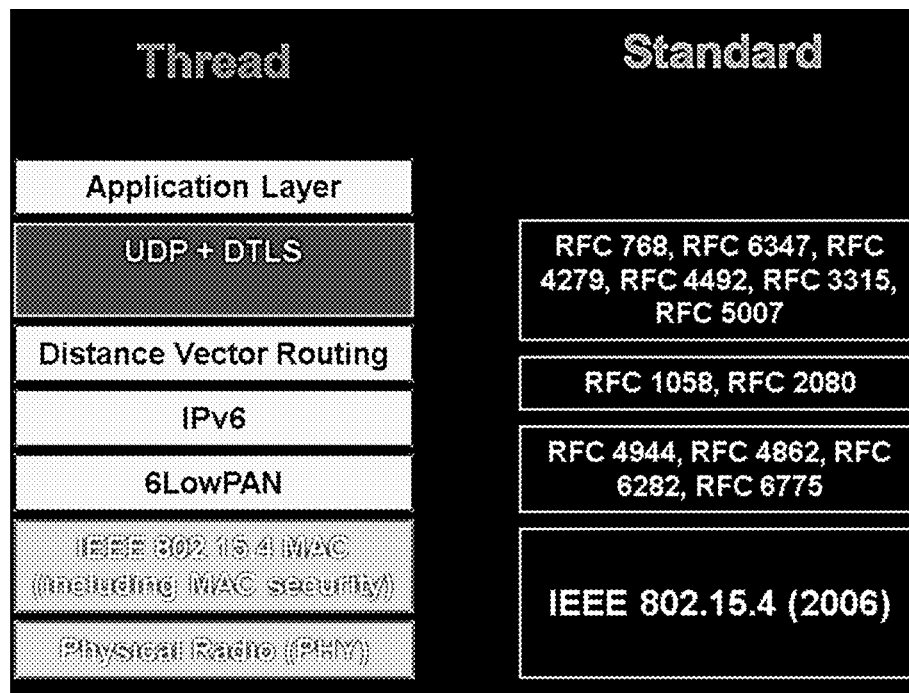 Thread
Standard
Application Layer
UDP + DTLS
Distance Vector Routing
IPv6
6LowPAN
IEEE 802.15.4 MAC
(including MAC security)
Physical Radio (PHY)
RFC 768, RFC 6347, RFC
4279, RFC 4492, RFC 3315,
RFC 5007
RFC 1058, RFC 2080
RFC 4944, RFC 4862, RFC
6282, RFC 6775
IEEE 802.15.4 (2006)